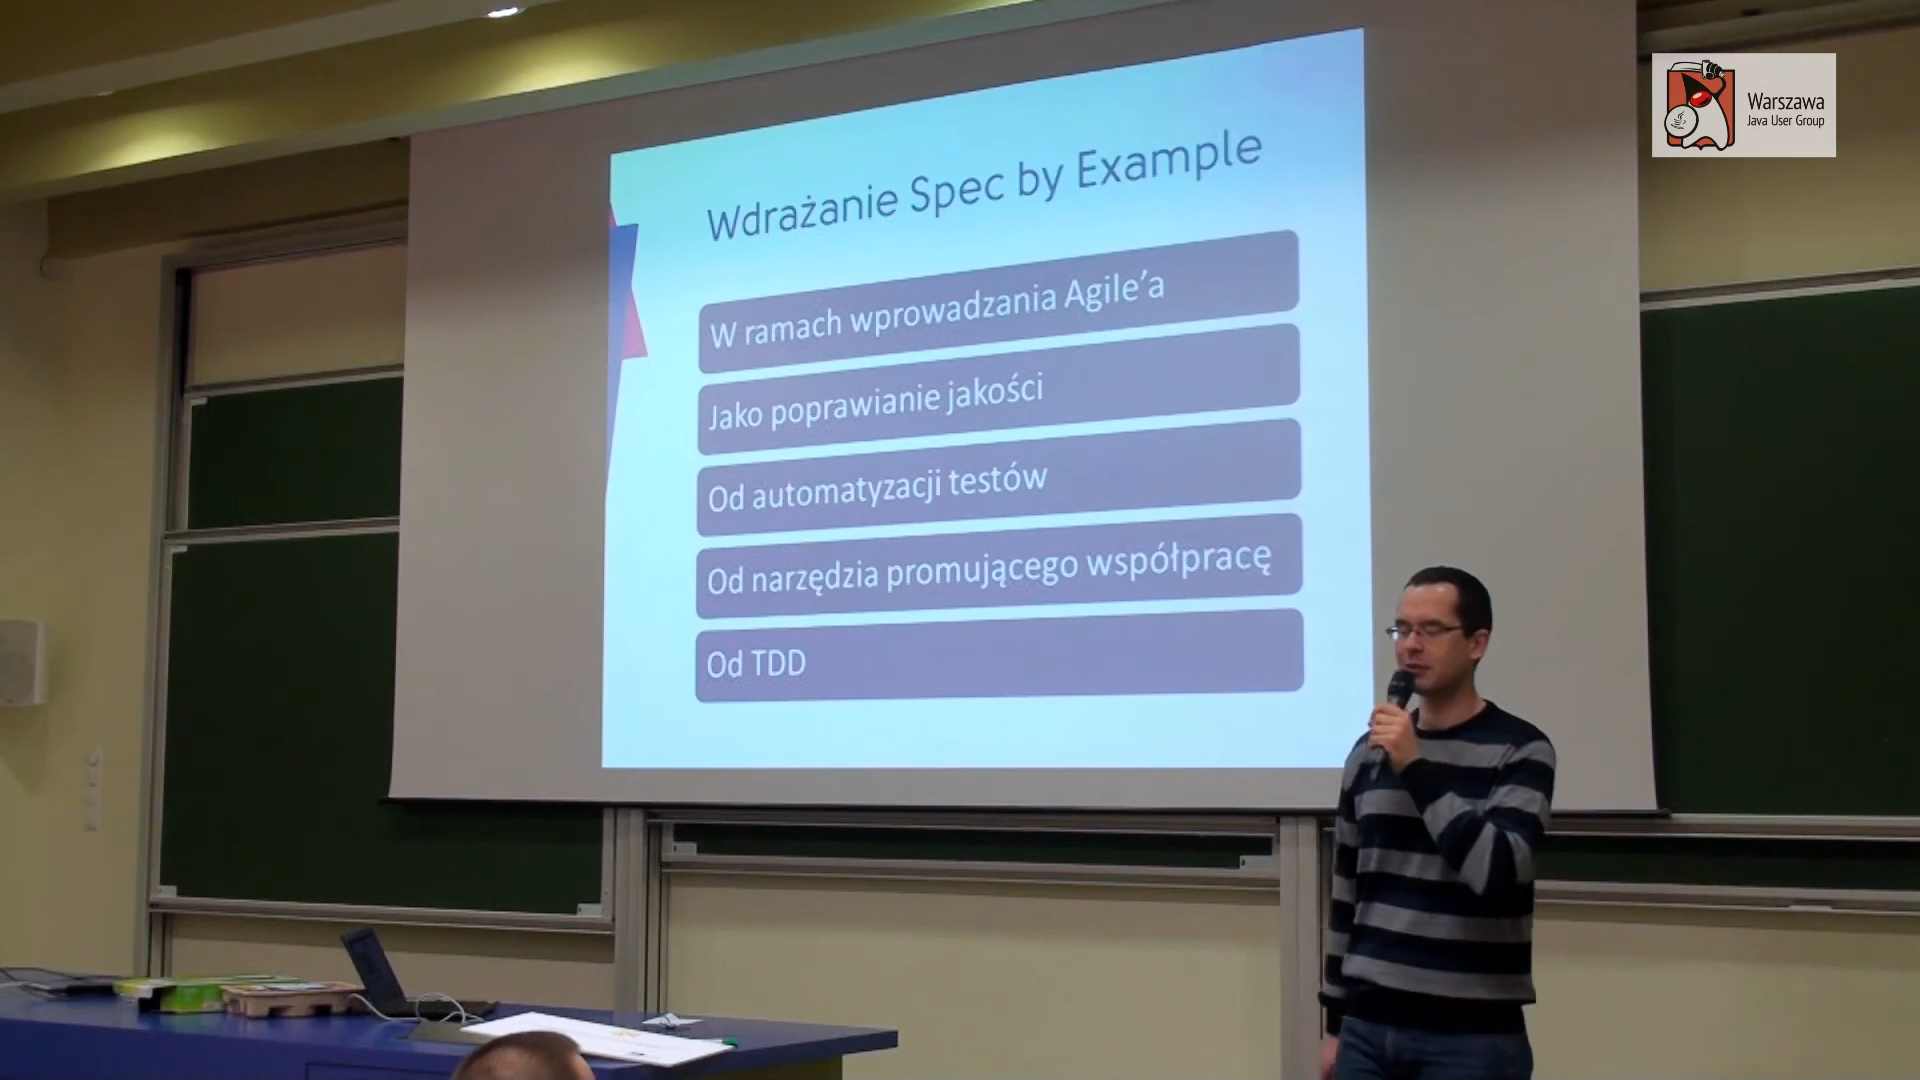 Warszawa
Java User Group
Wdrażanie Spec by Example
W ramach wprowadzania Agile’a
Jako poprawianie jakości
Od automatyzacji testów
Od narzędzia promującego współpracę
Od TDD